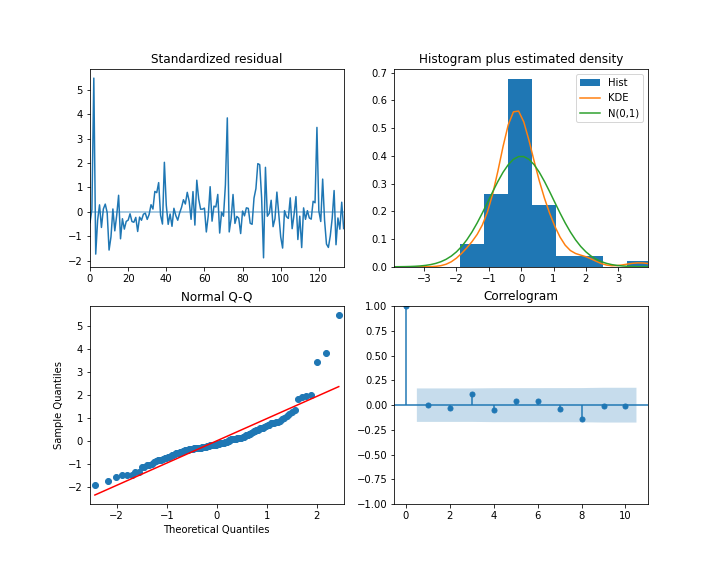 Standardized residual
5
4
3
2
1
0
−1
−2
0 20 40 60 80 100 120
Histogram plus estimated density
0.7
0.6
0.5
0.4
0.3
0.2
0.1
0.0
−3 −2 −1 0 1 2 3
Hist
KDE
N(0,1)
Normal Q-Q
Sample Quantiles
5
4
3
2
1
0
−1
−2
−2 −1 0 1 2
Theoretical Quantiles
Correlogram
1.00
0.75
0.50
0.25
0.00
−0.25
−0.50
−0.75
−1.00
0 2 4 6 8 10